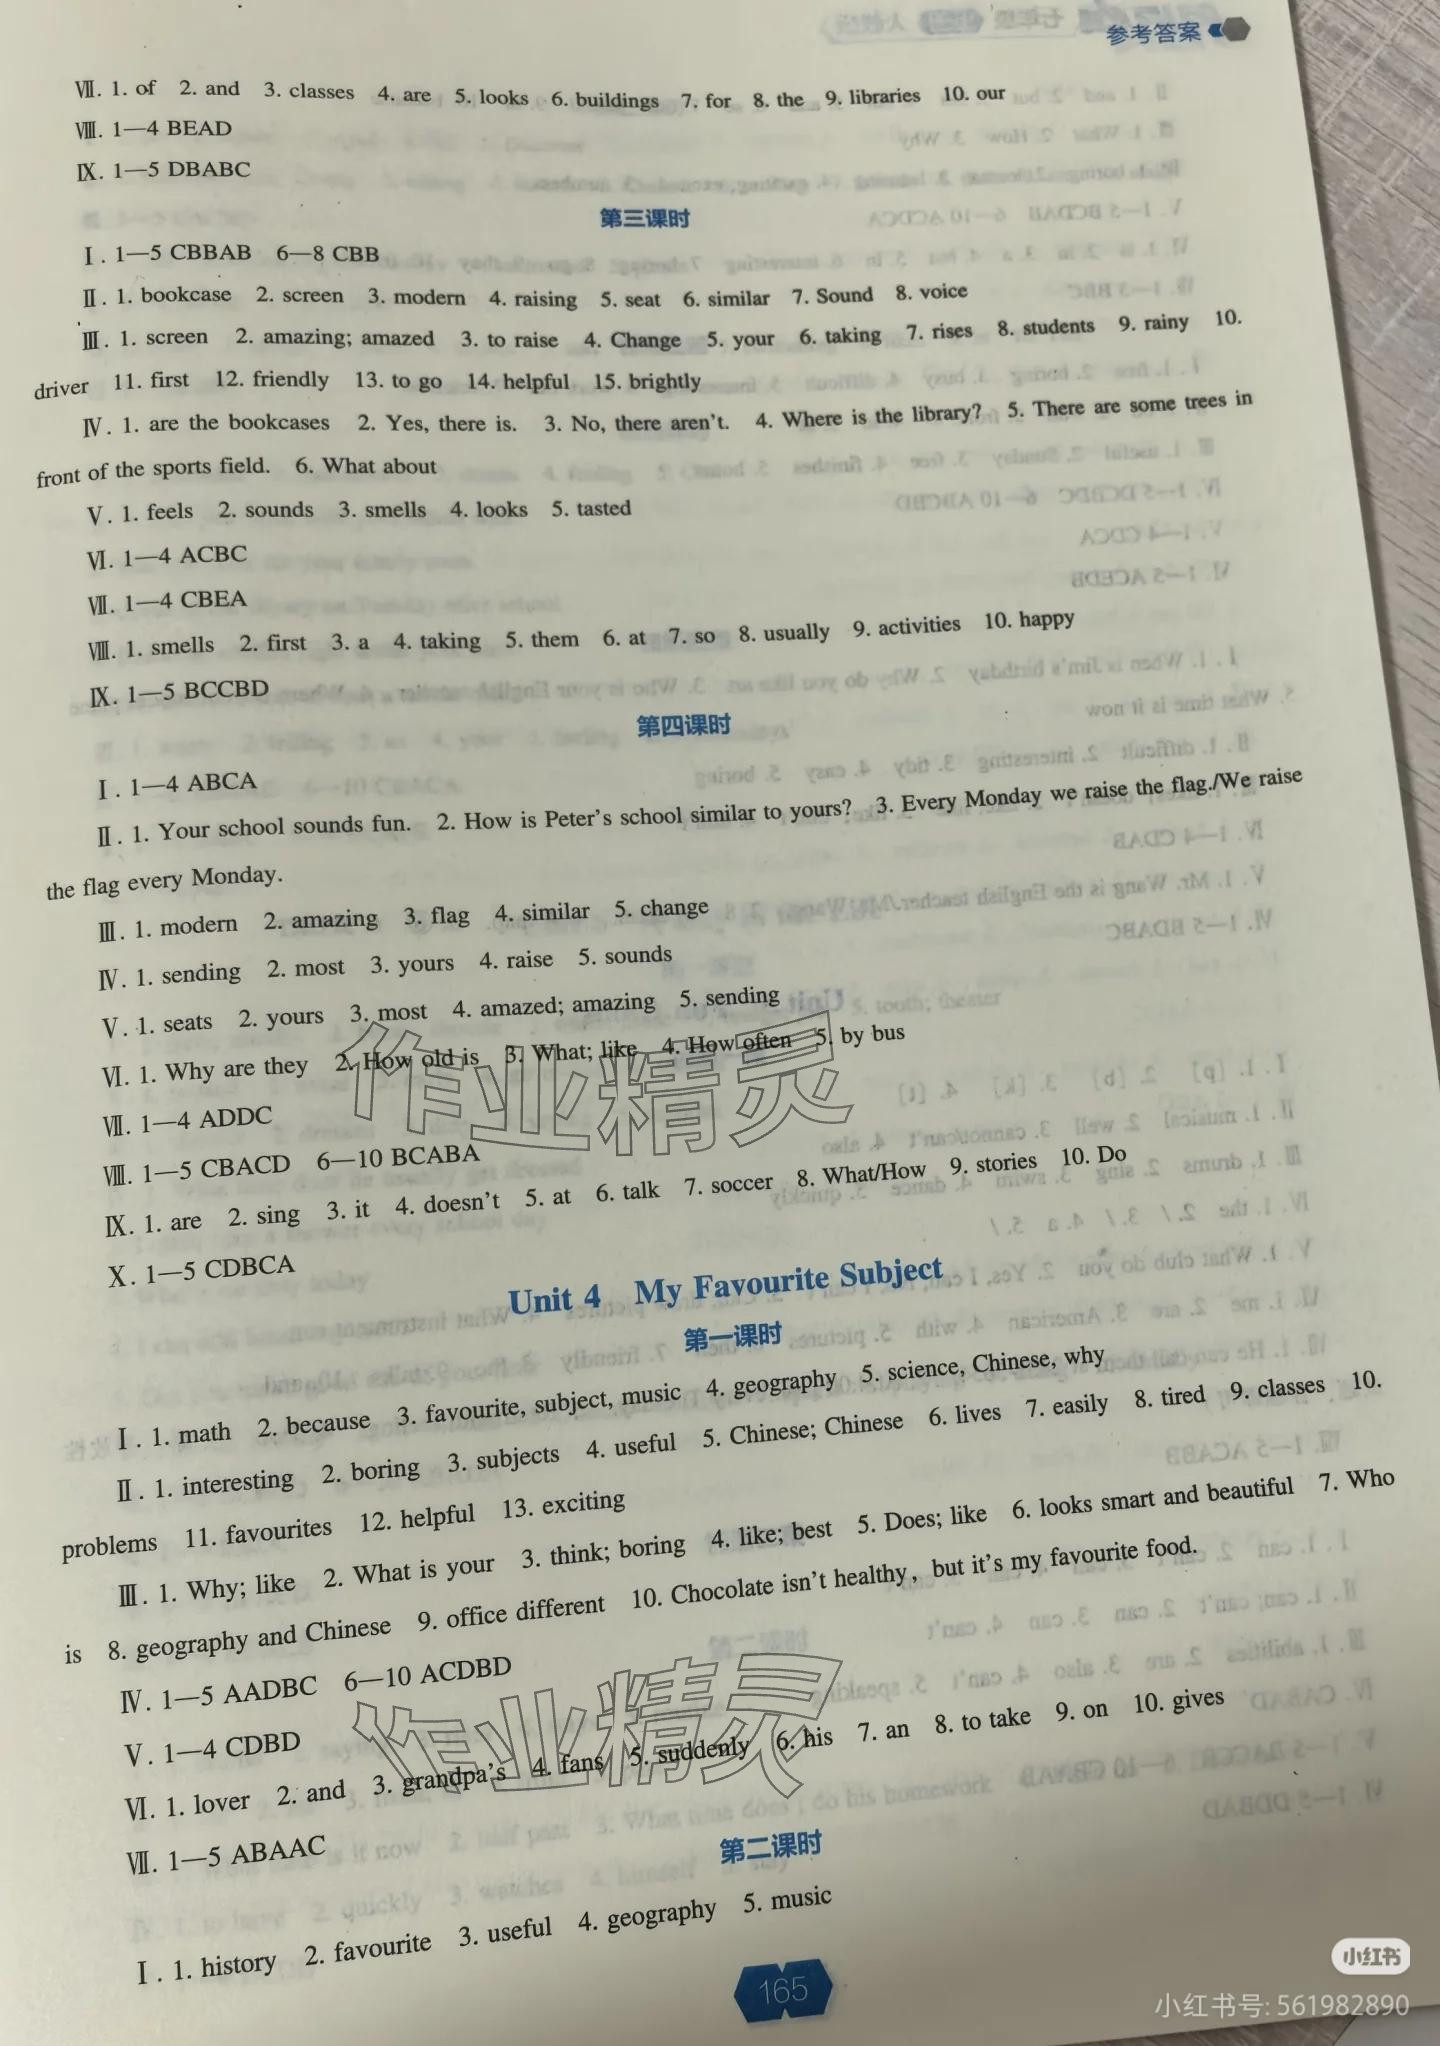 参考答案
Ⅶ. 1. of 2. and 3. classes 4. are 5. looks 6. buildings 7. for 8. the 9. libraries 10. our
Ⅷ. 1—4 BEAD
Ⅸ. 1—5 DBABC
第三课时
Ⅰ. 1—5 CBBAB 6—8 CBB
Ⅱ. 1. bookcase 2. screen 3. modern 4. raising 5. seat 6. similar 7. Sound 8. voice
Ⅲ. 1. screen 2. amazing; amazed 3. to raise 4. Change 5. your 6. taking 7. rises 8. students 9. rainy 10.
driver 11. first 12. friendly 13. to go 14. helpful 15. brightly
Ⅳ. 1. are the bookcases 2. Yes, there is. 3. No, there aren't. 4. Where is the library? 5. There are some trees in
front of the sports field. 6. What about
Ⅴ. 1. feels 2. sounds 3. smells 4. looks 5. tasted
Ⅵ. 1—4 ACBC
Ⅶ. 1—4 CBEA
Ⅷ. 1. smells 2. first 3. a 4. taking 5. them 6. at 7. so 8. usually 9. activities 10. happy
Ⅸ. 1—5 BCCBD
第四课时
Ⅰ. 1—4 ABCA
Ⅱ. 1. Your school sounds fun. 2. How is Peter's school similar to yours? 3. Every Monday we raise the flag./We raise
the flag every Monday.
Ⅲ. 1. modern 2. amazing 3. flag 4. similar 5. change
Ⅳ. 1. sending 2. most 3. yours 4. raise 5. sounds
Ⅴ. 1. seats 2. yours 3. most 4. amazed; amazing 5. sending
Ⅵ. 1. Why are they 2. How old is 3. What; like 4. How often 5. by bus
作业精灵
Ⅶ. 1—4 ADDC
Ⅷ. 1—5 CBACD 6—10 BCABA
Ⅸ. 1. are 2. sing 3. it 4. doesn't 5. at 6. talk 7. soccer 8. What/How 9. stories 10. Do
Ⅹ. 1—5 CDBCA
Unit 4 My Favourite Subject
第一课时
Ⅰ. 1. math 2. because 3. favourite, subject, music 4. geography 5. science, Chinese, why
Ⅱ. 1. interesting 2. boring 3. subjects 4. useful 5. Chinese; Chinese 6. lives 7. easily 8. tired 9. classes 10.
problems 11. favourites 12. helpful 13. exciting
Ⅲ. 1. Why; like 2. What is your 3. think; boring 4. like; best 5. Does; like 6. looks smart and beautiful 7. Who
is 8. geography and Chinese 9. office different 10. Chocolate isn't healthy, but it's my favourite food.
Ⅳ. 1—5 AADBC 6—10 ACDBD
Ⅴ. 1—4 CDBD
作业精灵
Ⅵ. 1. lover 2. and 3. grandpa's 4. fans 5. suddenly 6. his 7. an 8. to take 9. on 10. gives
Ⅶ. 1—5 ABAAC
第二课时
Ⅰ. 1. history 2. favourite 3. useful 4. geography 5. music
165
小红书
小红书号: 561982890